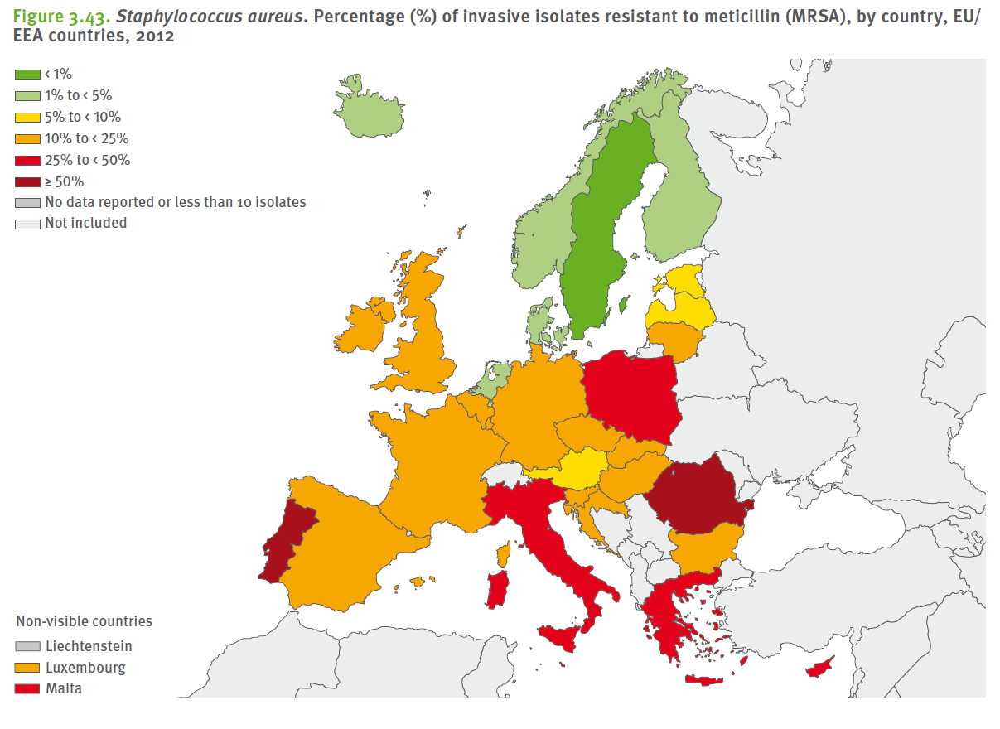 Figure 3.43. Staphylococcus aureus. Percentage (%) of invasive isolates resistant to meticillin (MRSA), by country, EU/
EEA countries, 2012
< 1%
1% to < 5%
5% to < 10%
10% to < 25%
25% to < 50%
≥ 50%
No data reported or less than 10 isolates
Not included
Non-visible countries
Liechtenstein
Luxembourg
Malta